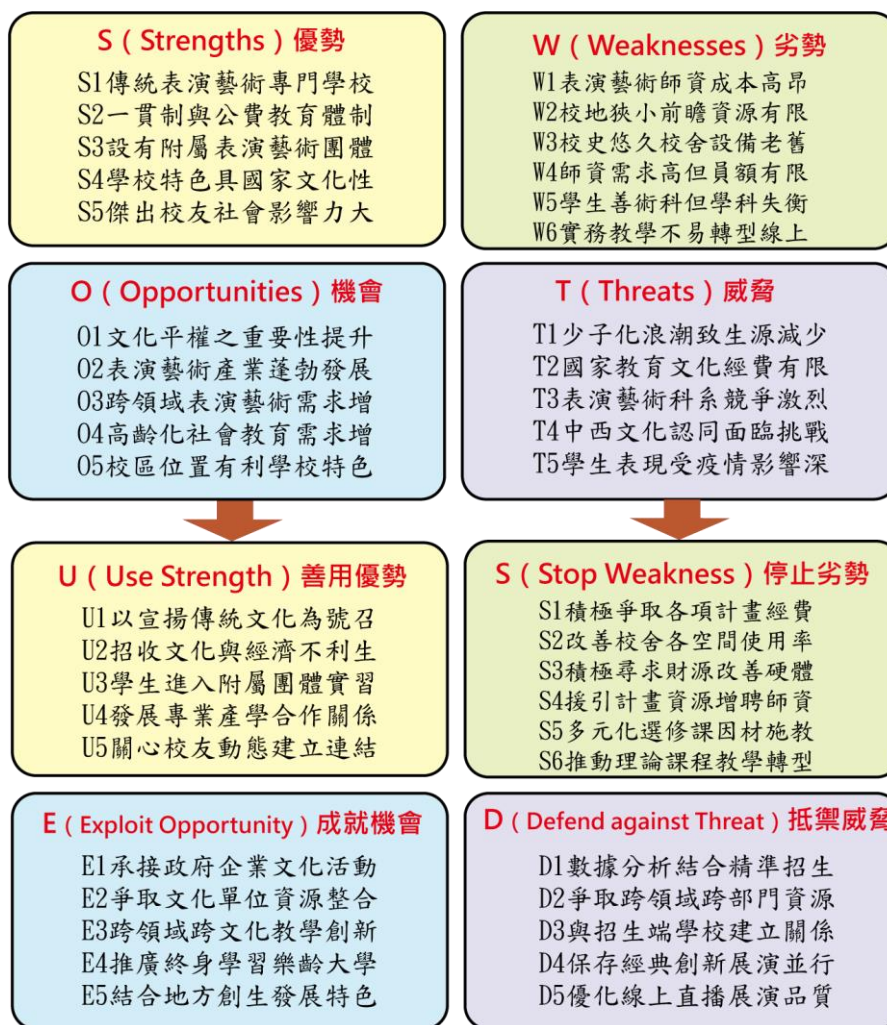 S（Strengths）優勢
S1傳統表演藝術專門學校
S2一貫制與公費教育體制
S3設有附屬表演藝術團體
S4學校特色具國家文化性
S5傑出校友社會影響力大
W（Weaknesses）劣勢
W1表演藝術師資成本高昂
W2校地狹小前瞻資源有限
W3校史悠久校舍設備老舊
W4師資需求高但員額有限
W5學生善術科但學科失衡
W6實務教學不易轉型線上
O（Opportunities）機會
O1文化平權之重要性提升
O2表演藝術產業蓬勃發展
O3跨領域表演藝術需求增
O4高齡化社會教育需求增
O5校區位置有利學校特色
T（Threats）威脅
T1少子化浪潮致生源減少
T2國家教育文化經費有限
T3表演藝術科系競爭激烈
T4中西文化認同面臨挑戰
T5學生表現受疫情影響深
U（Use Strength）善用優勢
U1以宣揚傳統文化為號召
U2招收文化與經濟不利生
U3學生進入附屬團體實習
U4發展專業產學合作關係
U5關心校友動態建立連結
S（Stop Weakness）停止劣勢
S1積極爭取各項計畫經費
S2改善校舍各空間使用率
S3積極尋求財源改善硬體
S4援引計畫資源增聘師資
S5多元化選修課因材施教
S6推動理論課程教學轉型
E（Exploit Opportunity）成就機會
E1承接政府企業文化活動
E2爭取文化單位資源整合
E3跨領域跨文化教學創新
E4推廣終身學習樂齡大學
E5結合地方創生發展特色
D（Defend against Threat）抵禦威脅
D1數據分析結合精準招生
D2爭取跨領域跨部門資源
D3與招生端學校建立關係
D4保存經典創新展演並行
D5優化線上直播展演品質